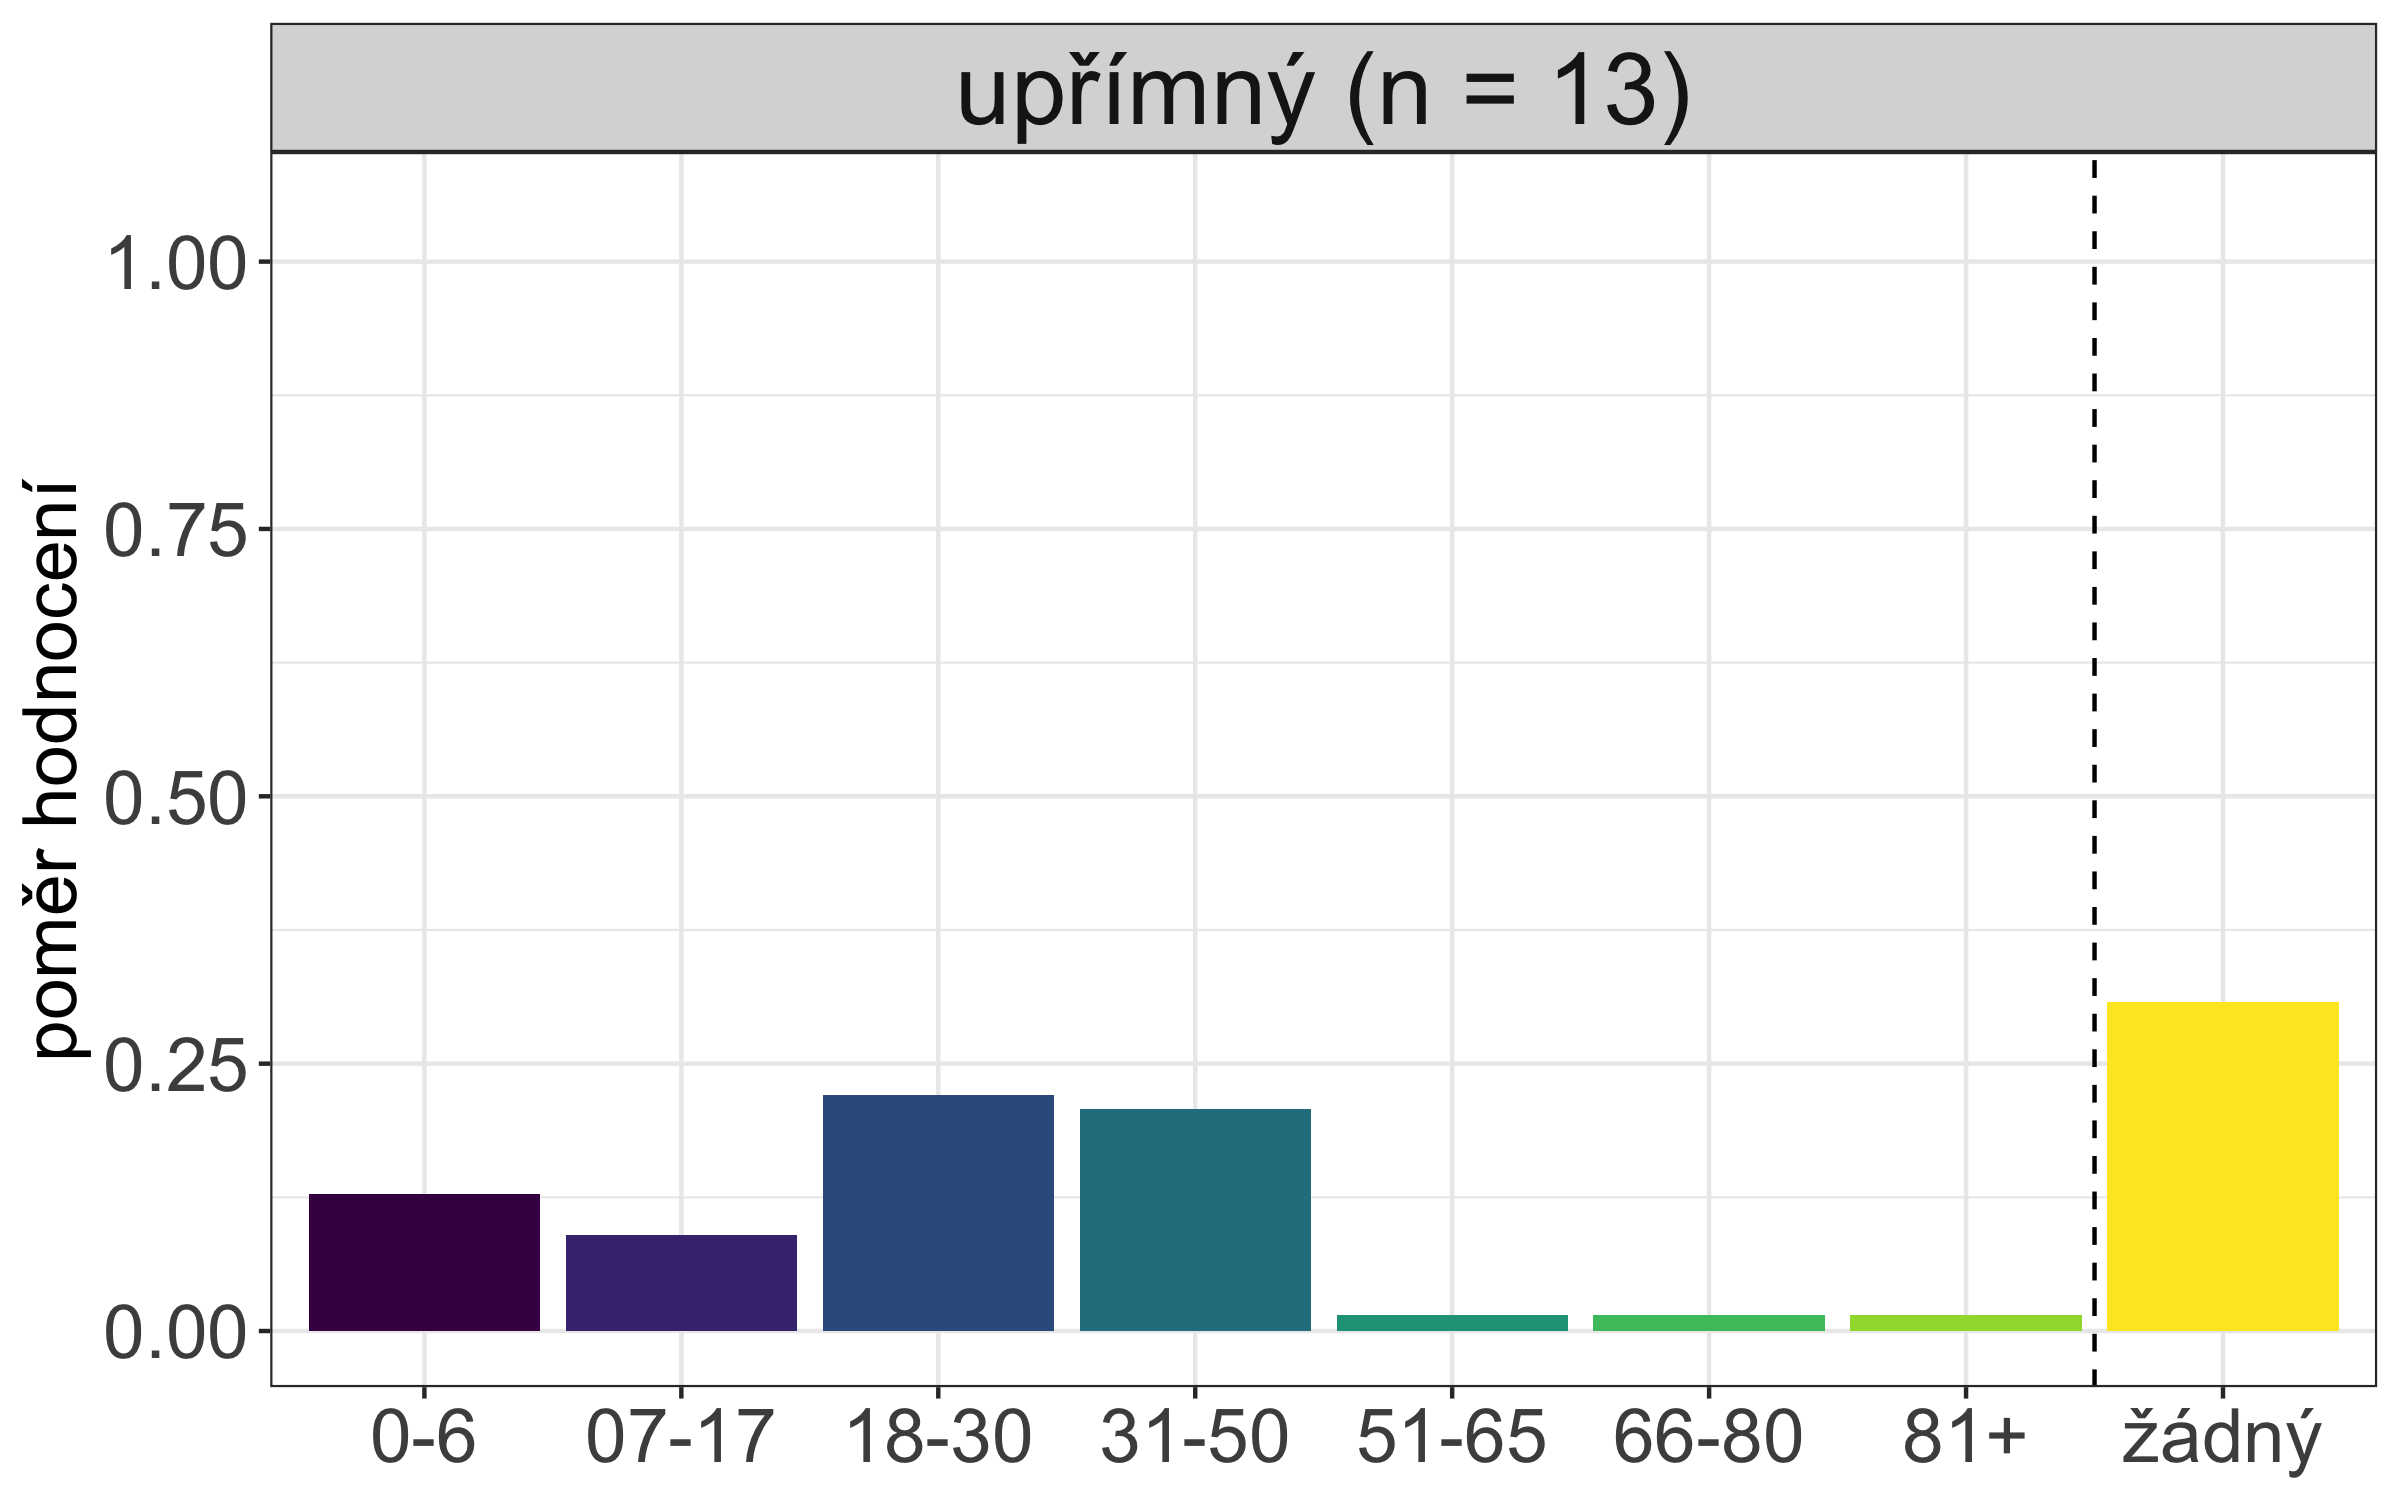 upřímný (n = 13)
poměr hodnocení
1.00
0.75
0.50
0.25
0.00
0-6 07-17 18-30 31-50 51-65 66-80 81+ žádný